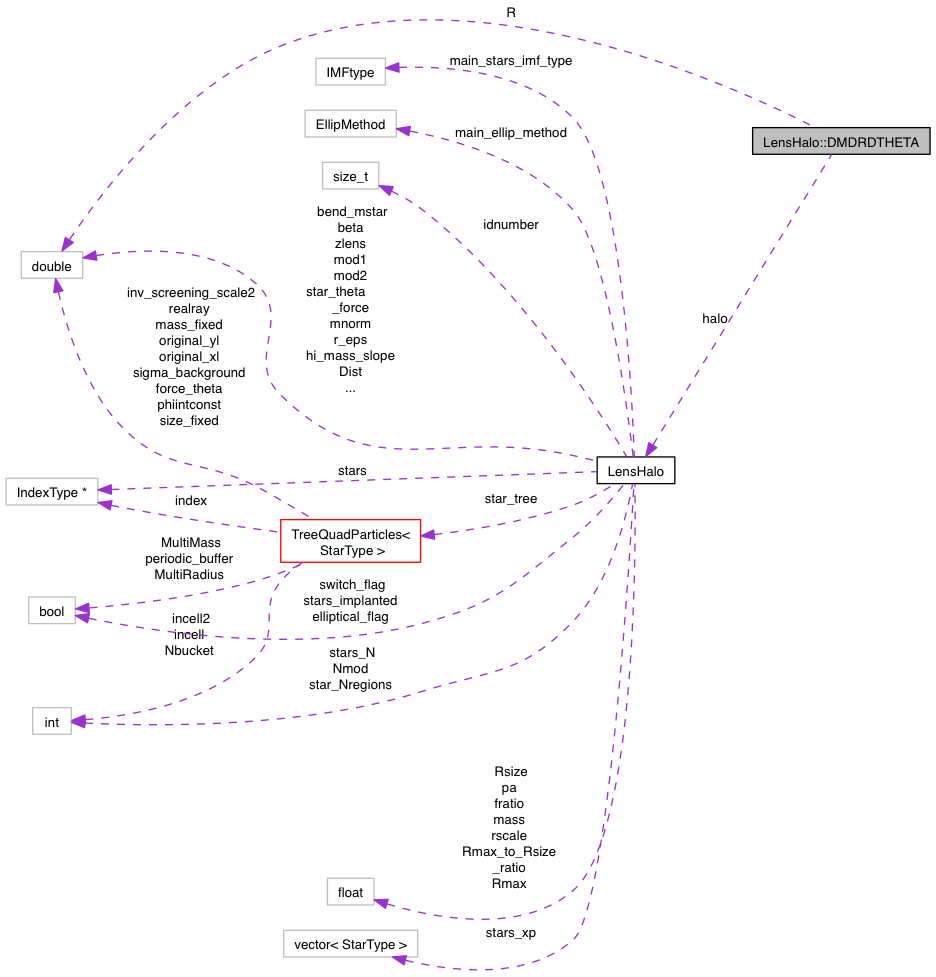 R
main_stars_imf_type
IMFtype
EllipMethod
main_ellip_method
LensHalo::DMDRDTHETA
size_t
idnumber
bend_mstar
beta
zlens
mod1
mod2
star_theta
_force
mnorm
r_eps
hi_mass_slope
Dist
...
double
inv_screening_scale2
realray
mass_fixed
original_yl
original_xl
sigma_background
force_theta
phiintconst
size_fixed
halo
LensHalo
stars
IndexType *
index
star_tree
TreeQuadParticles<
StarType >
MultiMass
periodic_buffer
MultiRadius
switch_flag
stars_implanted
elliptical_flag
bool
incell2
incell
Nbucket
stars_N
Nmod
star_Nregions
int
Rsize
pa
fratio
mass
rscale
Rmax_to_Rsize
_ratio
Rmax
float
stars_xp
vector< StarType >